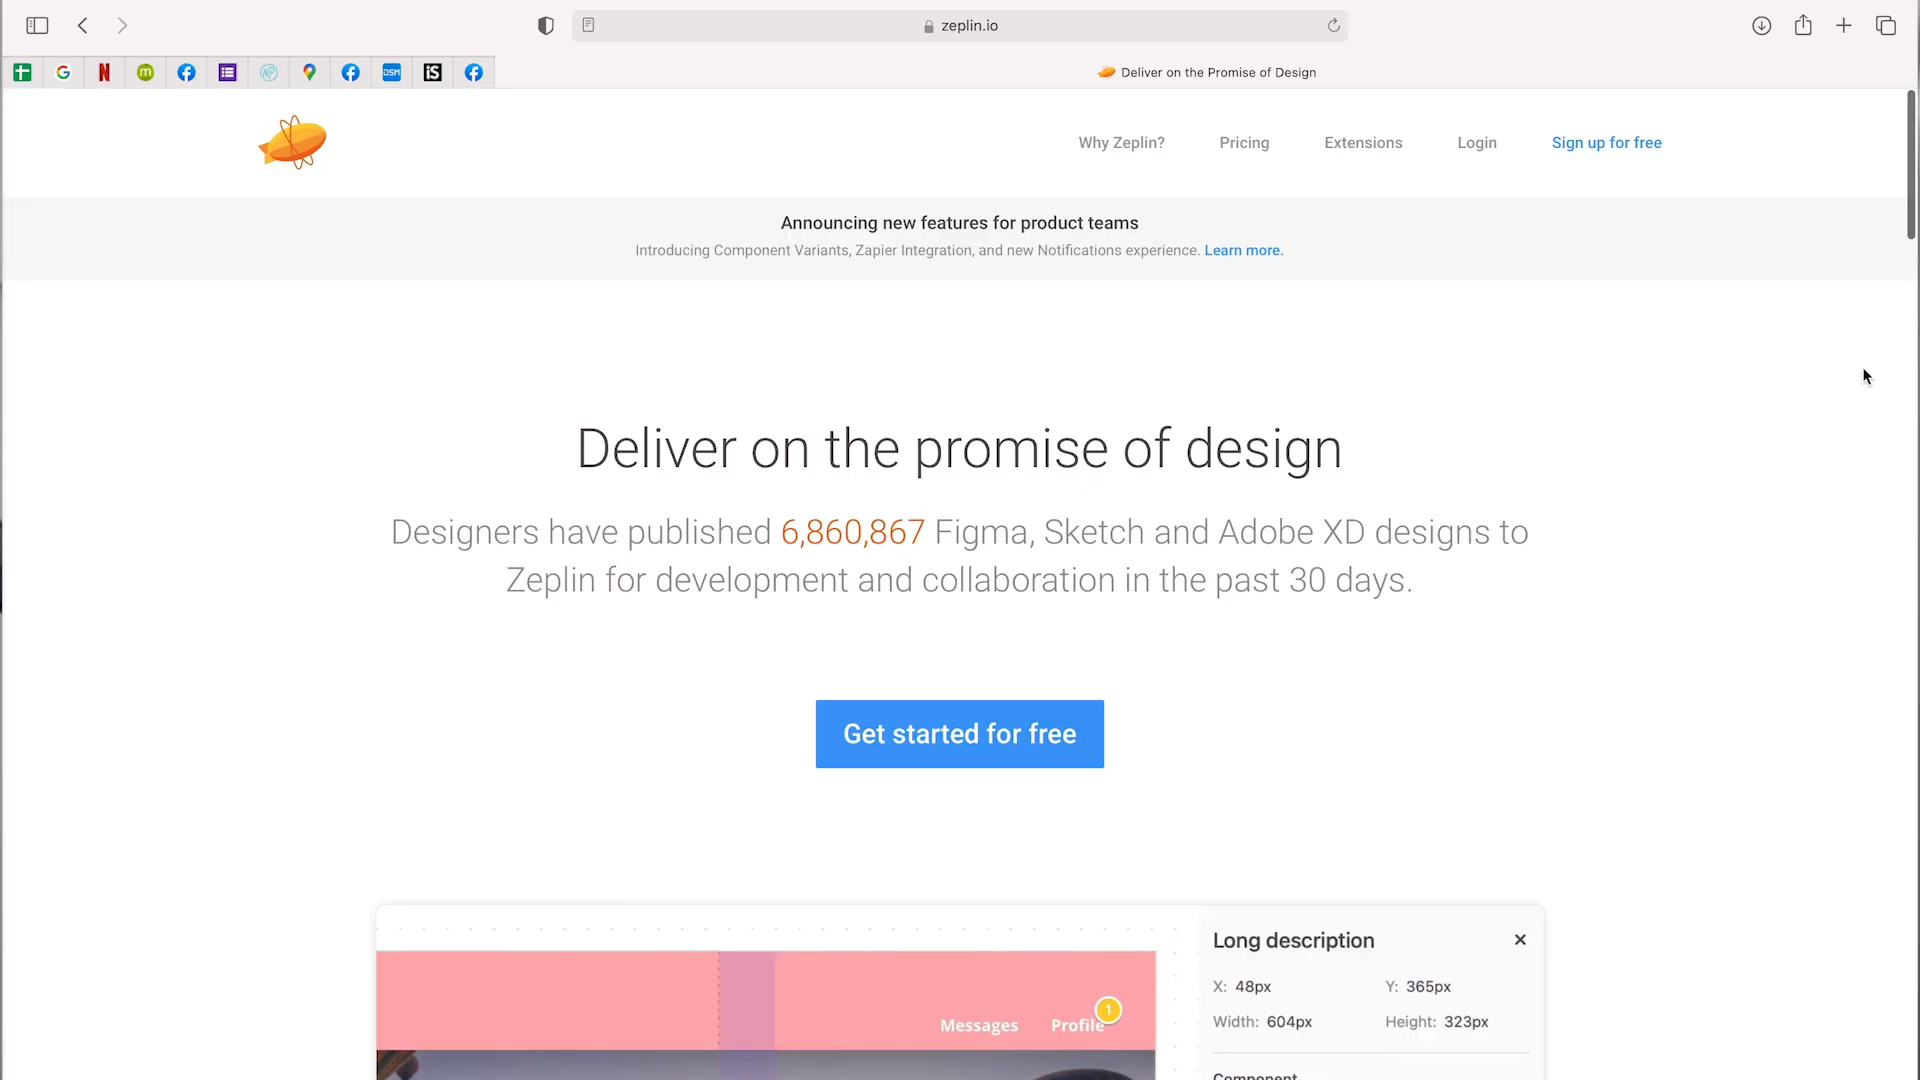 zeplin.io
Deliver on the Promise of Design
Why Zeplin?
Pricing
Extensions
Login
Sign up for free
Announcing new features for product teams
Introducing Component Variants, Zapier Integration, and new Notifications experience. Learn more.
Deliver on the promise of design
Designers have published 6,860,867 Figma, Sketch and Adobe XD designs to
Zeplin for development and collaboration in the past 30 days.
Get started for free
Long description
X: 48px
Y: 365px
Width: 604px
Height: 323px
Component
Messages
Profile
1
G
N
m
NP
DSM
iS